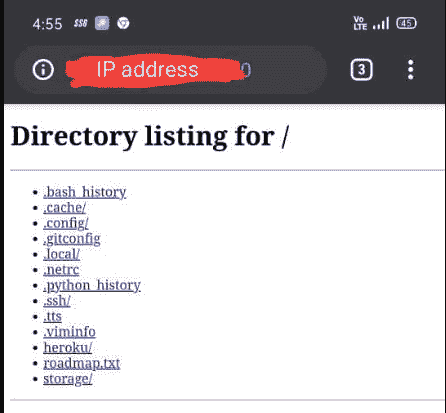 4:55 SSG Vo LTE 45
IP address 0 3
Directory listing for /
.bash_history
.cache/
.config/
.gitconfig
.local/
.netrc
.python_history
.ssh/
.tts
.viminfo
heroku/
roadmap.txt
storage/